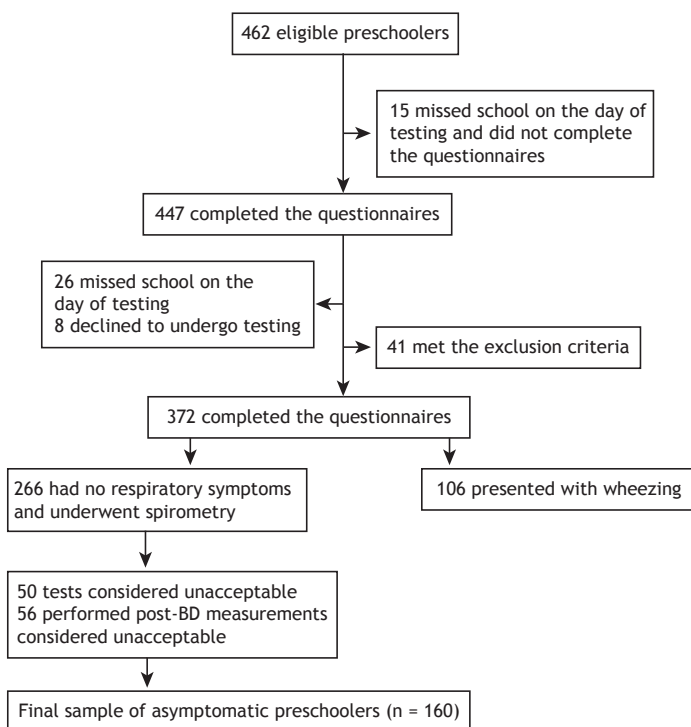 462 eligible preschoolers
15 missed school on the day of
testing and did not complete
the questionnaires
447 completed the questionnaires
26 missed school on the
day of testing
8 declined to undergo testing
41 met the exclusion criteria
372 completed the questionnaires
266 had no respiratory symptoms
and underwent spirometry
106 presented with wheezing
50 tests considered unacceptable
56 performed post-BD measurements
considered unacceptable
Final sample of asymptomatic preschoolers (n = 160)